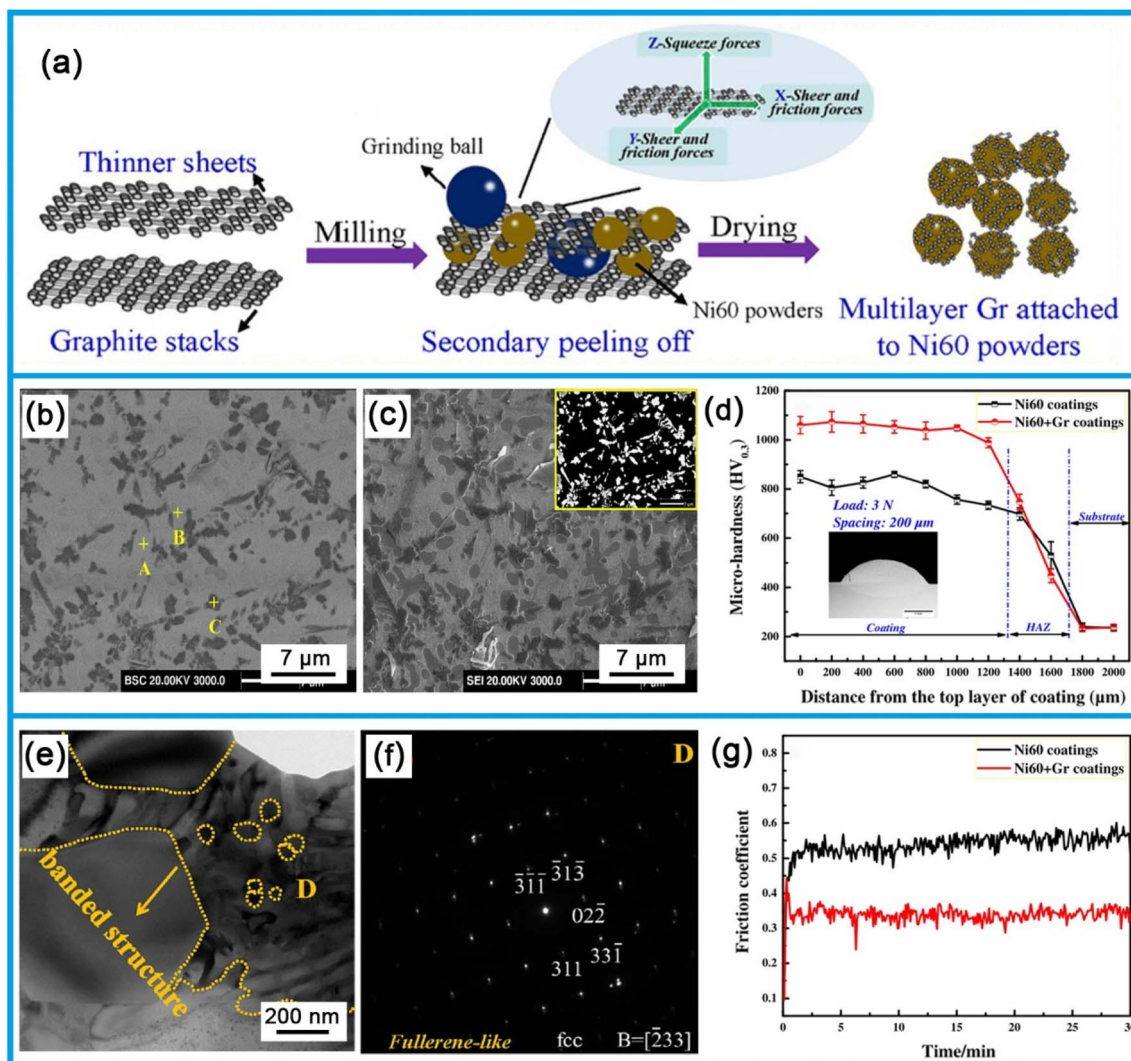 (a)
Z-Squeeze forces
X-Sheer and
friction forces
Y-Sheer and
friction forces
Thinner sheets
Grinding ball
Milling
Drying
Ni60 powders
Graphite stacks
Secondary peeling off
Multilayer Gr attached
to Ni60 powders
(b)
B
A
C
7 μm
BSC 20.00KV 3000.0
(c)
7 μm
SEI 20.00KV 3000.0
(d)
1200
1000
800
600
400
200
Micro-hardness (HV0.3)
Ni60 coatings
Ni60+Gr coatings
Load: 3 N
Spacing: 200 μm
Substrate
Coating
HAZ
0 200 400 600 800 1000 1200 1400 1600 1800 2000
Distance from the top layer of coating (μm)
(e)
banded structure
D
200 nm
(f)
D
3̅1̅1̅ 3̅13̅
022̅
331̅
311
Fullerene-like
fcc
B=[2̅33]
(g)
0.8
0.7
0.6
0.5
0.4
0.3
0.2
0.1
Friction coefficient
Ni60 coatings
Ni60+Gr coatings
0 5 10 15 20 25 30
Time/min